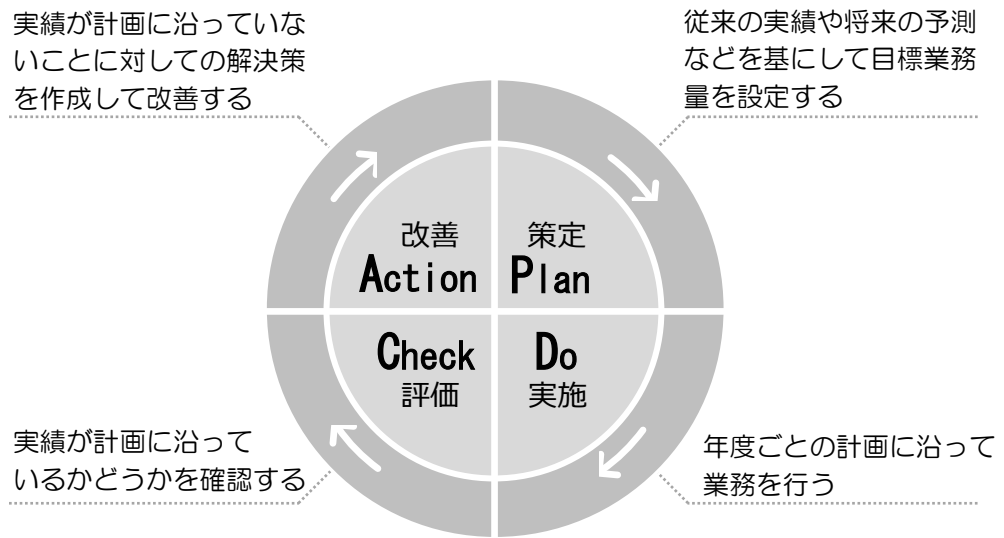 実績が計画に沿っていな
いことに対しての解決策
を作成して改善する
従来の実績や将来の予測
などを基にして目標業務
量を設定する
改善
Action
策定
Plan
Check
評価
Do
実施
実績が計画に沿って
いるかどうかを確認する
年度ごとの計画に沿って
業務を行う